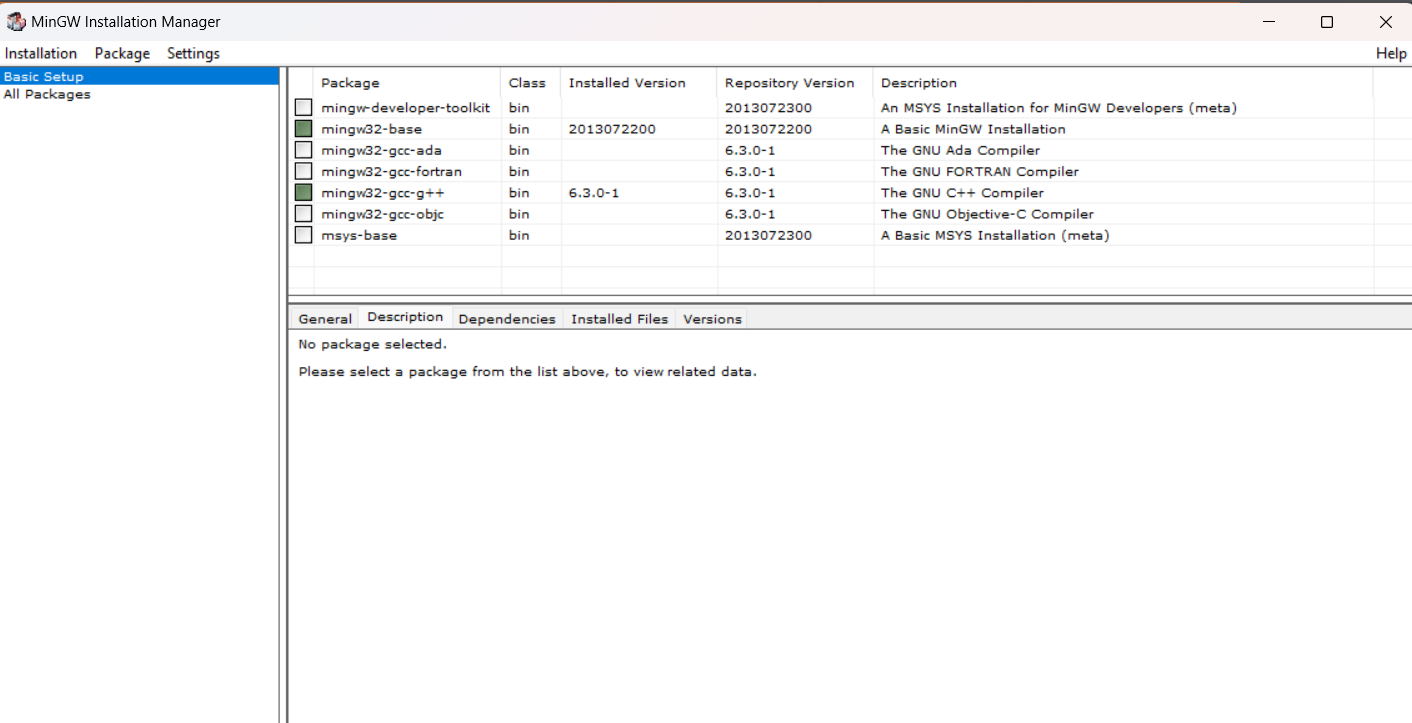 MinGW Installation Manager
Installation Package Settings Help
Basic Setup
All Packages
Package Class Installed Version Repository Version Description
mingw-developer-toolkit bin 2013072300 An MSYS Installation for MinGW Developers (meta)
mingw32-base bin 2013072200 2013072200 A Basic MinGW Installation
mingw32-gcc-ada bin 6.3.0-1 The GNU Ada Compiler
mingw32-gcc-fortran bin 6.3.0-1 The GNU FORTRAN Compiler
mingw32-gcc-g++ bin 6.3.0-1 6.3.0-1 The GNU C++ Compiler
mingw32-gcc-objc bin 6.3.0-1 The GNU Objective-C Compiler
msys-base bin 2013072300 A Basic MSYS Installation (meta)
General Description Dependencies Installed Files Versions
No package selected.
Please select a package from the list above, to view related data.